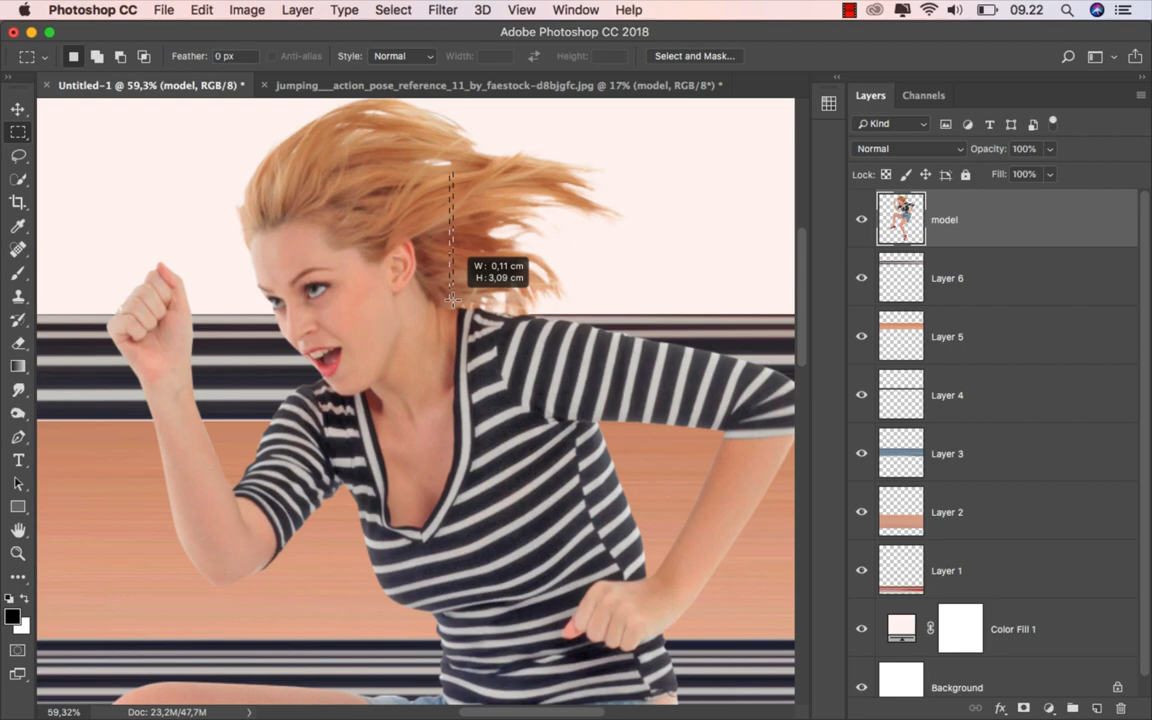 Photoshop CC File Edit Image Layer Type Select Filter 3D View Window Help 09.22
Adobe Photoshop CC 2018
Feather: 0 px Anti-alias Style: Normal Width: Height: Select and Mask...
Untitled-1 @ 59,3% (model, RGB/8) * jumping___action_pose_reference_11_by_faestock-d8bjgfc.jpg @ 17% (model, RGB/8*) *
Layers Channels
Kind
Normal Opacity: 100%
Lock: Fill: 100%
model
Layer 6
W: 0,11 cm
H: 3,09 cm
Layer 5
Layer 4
Layer 3
Layer 2
Layer 1
Color Fill 1
Background
59,32% Doc: 23,2M/47,7M